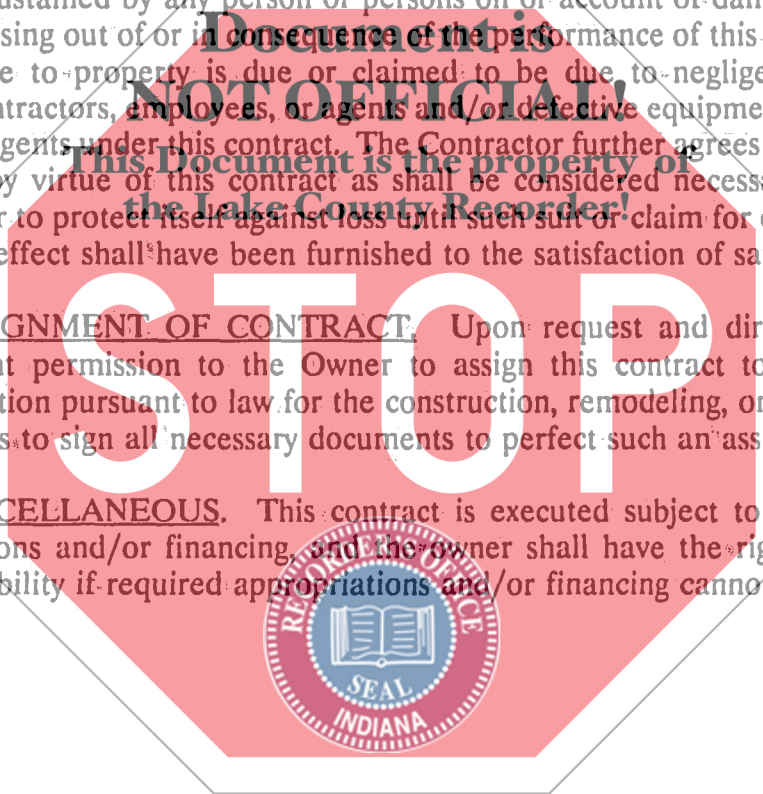 ustained by any person or persons on or account of dam
sing out of or in consequence of the performance of this
Document is
e to property is due or claimed to be due, to neglige
NOT OFFICIAL!
ntractors, employees, or agents and/or defective equipme
gents under this contract. The Contractor further agrees
This Document is the property of
by virtue of this contract as shall be considered necess
the Lake County Recorder!
r to protect itself against loss until such suit or claim for
effect shall have been furnished to the satisfaction of sa
STOP
GNMENT OF CONTRACT. Upon request and dir
nt permission to the Owner to assign this contract to
tion pursuant to law for the construction, remodeling, or
s to sign all necessary documents to perfect such an ass
CELLANEOUS. This contract is executed subject to
ons and/or financing, and the owner shall have the rig
bility if required appropriations and/or financing canno
RECORDER'S OFFICE
SEAL
INDIANA